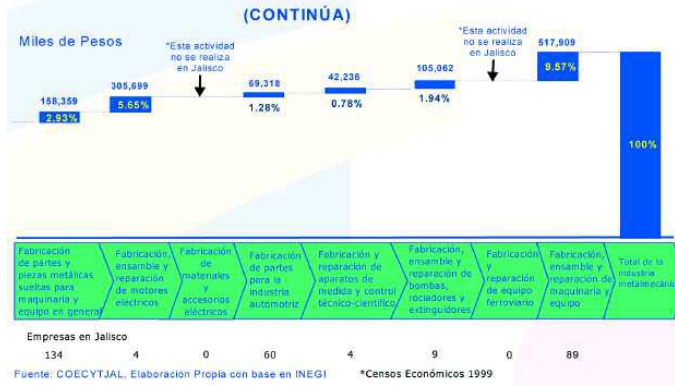 (CONTINÚA)
Miles de Pesos
*Esta actividad
no se realiza
en Jalisco
*Esta actividad
no se realiza
en Jalisco
158,359
2.93%
305,699
5.65%
69,318
1.28%
42,236
0.78%
105,062
1.94%
517,909
9.57%
100%
Fabricación
de partes y
piezas metálicas
sueltas para
maquinaria y
equipo en general
Fabricación,
ensamble y
reparación
de motores
eléctricos
Fabricación
de
materiales
y
accesorios
eléctricos
Fabricación
de partes
para la
industria
automotriz
Fabricación y
reparación de
aparatos de
medida y control
técnico-científico
Fabricación,
ensamble y
reparación de
bombas,
rociadores y
extinguidores
Fabricación
y
reparación
de equipo
ferroviario
Fabricación,
ensamble y
reparación de
maquinaria y
equipo
Total de la
industria
metalmecánica
Empresas en Jalisco
134 4 0 60 4 9 0 89
Fuente: COECYTJAL, Elaboración Propia con base en INEGI *Censos Económicos 1999